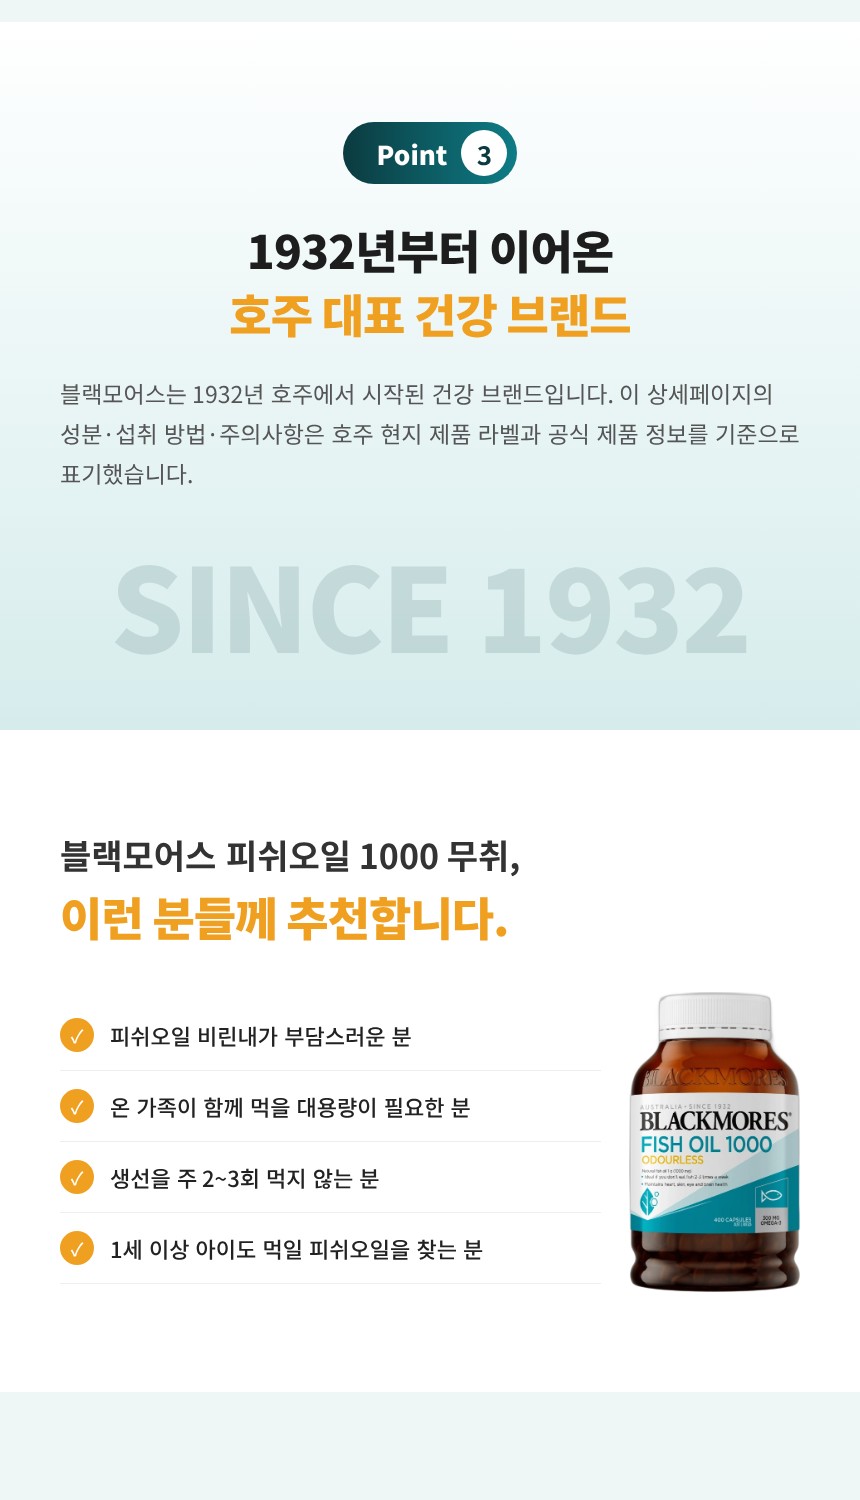 Point 3
1932년부터 이어온
호주 대표 건강 브랜드
블랙모어스는 1932년 호주에서 시작된 건강 브랜드입니다. 이 상세페이지의
성분·섭취 방법·주의사항은 호주 현지 제품 라벨과 공식 제품 정보를 기준으로
표기했습니다.
SINCE 1932
블랙모어스 피쉬오일 1000 무취,
이런 분들께 추천합니다.
피쉬오일 비린내가 부담스러운 분
온 가족이 함께 먹을 대용량이 필요한 분
생선을 주 2~3회 먹지 않는 분
1세 이상 아이도 먹일 피쉬오일을 찾는 분
BLACKMORES
AUSTRALIA • SINCE 1932
BLACKMORES
FISH OIL 1000
ODOURLESS
400 CAPSULES
300 MG
OMEGA-3